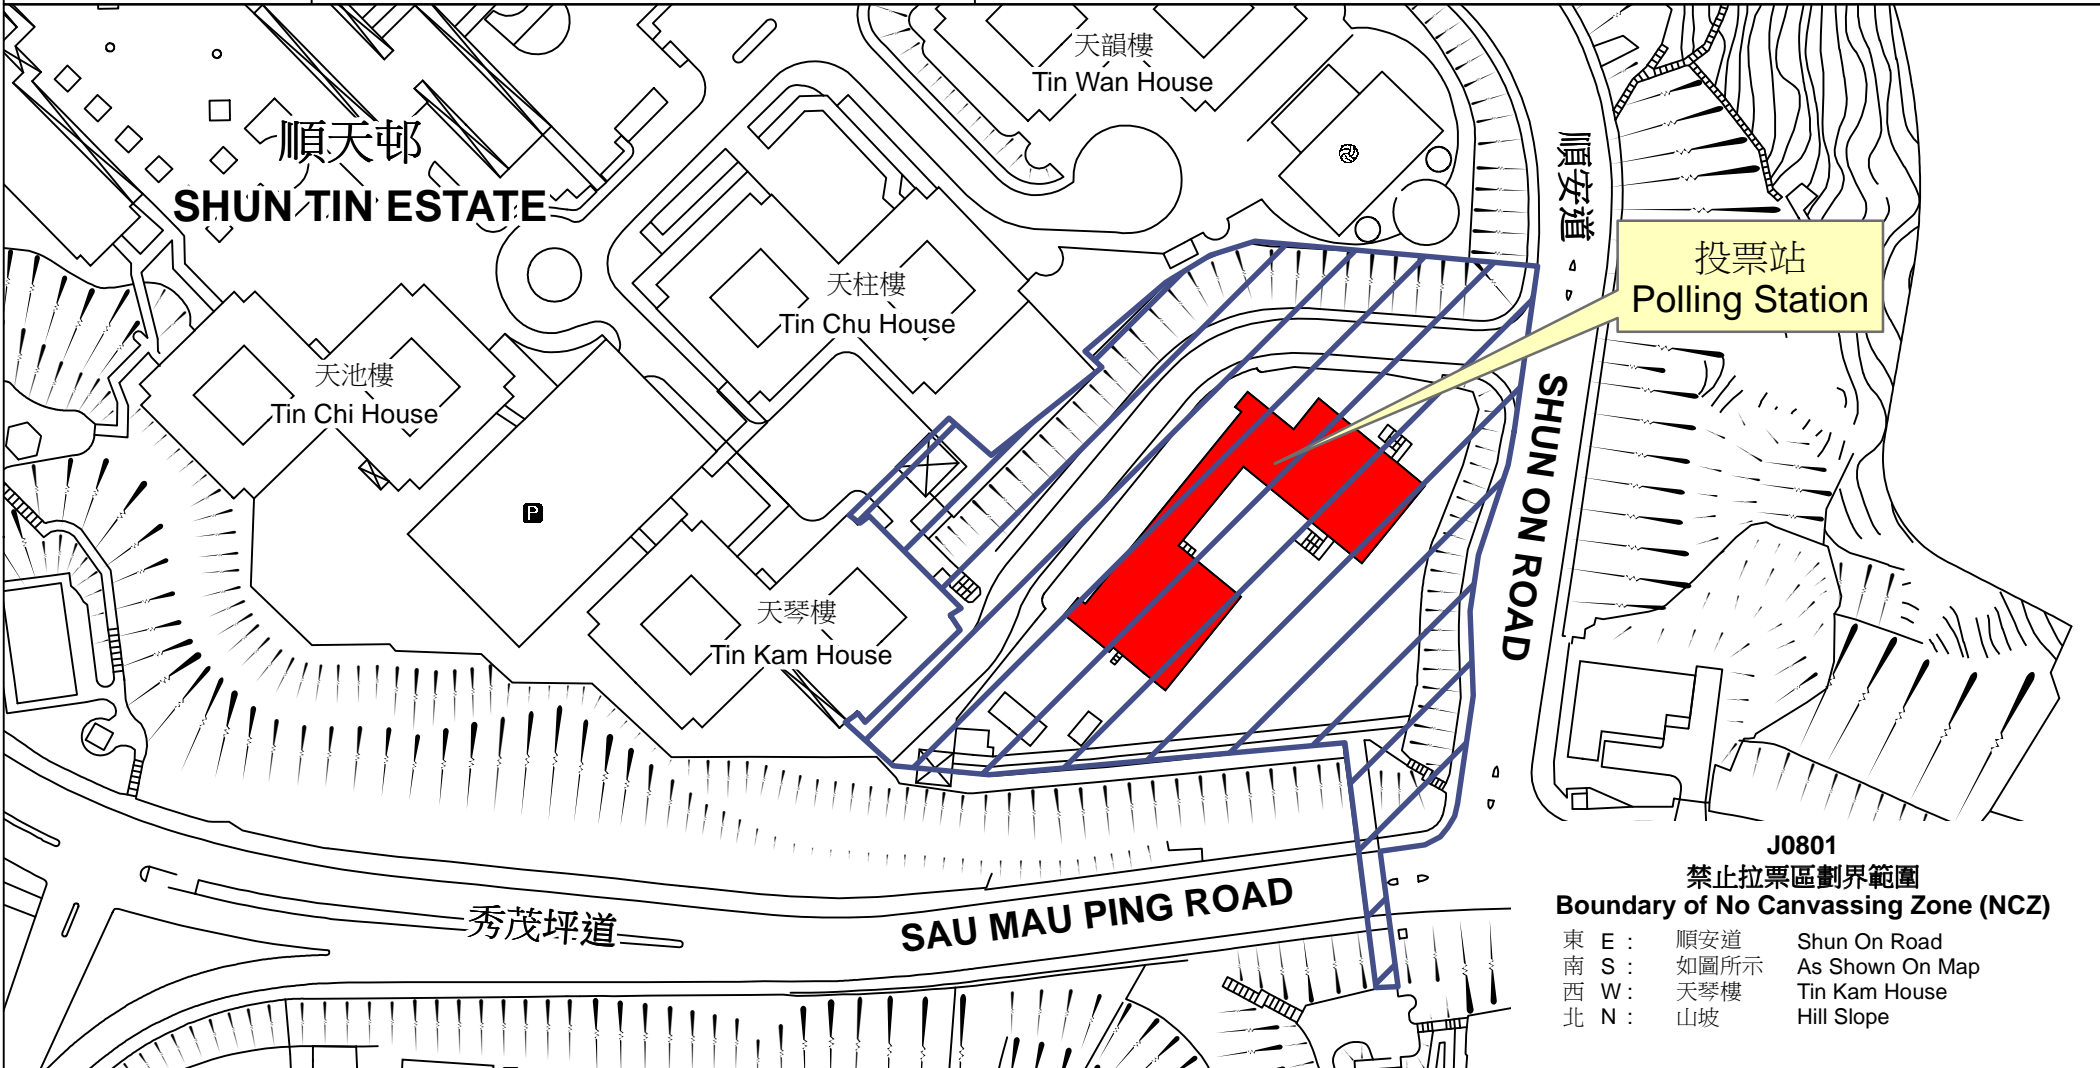 天韻樓
Tin Wan House
順天邨
SHUN TIN ESTATE
順安道
投票站
Polling Station
天柱樓
Tin Chu House
天池樓
Tin Chi House
P
SHUN ON ROAD
天琴樓
Tin Kam House
秀茂坪道
SAU MAU PING ROAD
J0801
禁止拉票區劃界範圍
Boundary of No Canvassing Zone (NCZ)
東 E : 順安道 Shun On Road
南 S : 如圖所示 As Shown On Map
西 W : 天琴樓 Tin Kam House
北 N : 山坡 Hill Slope